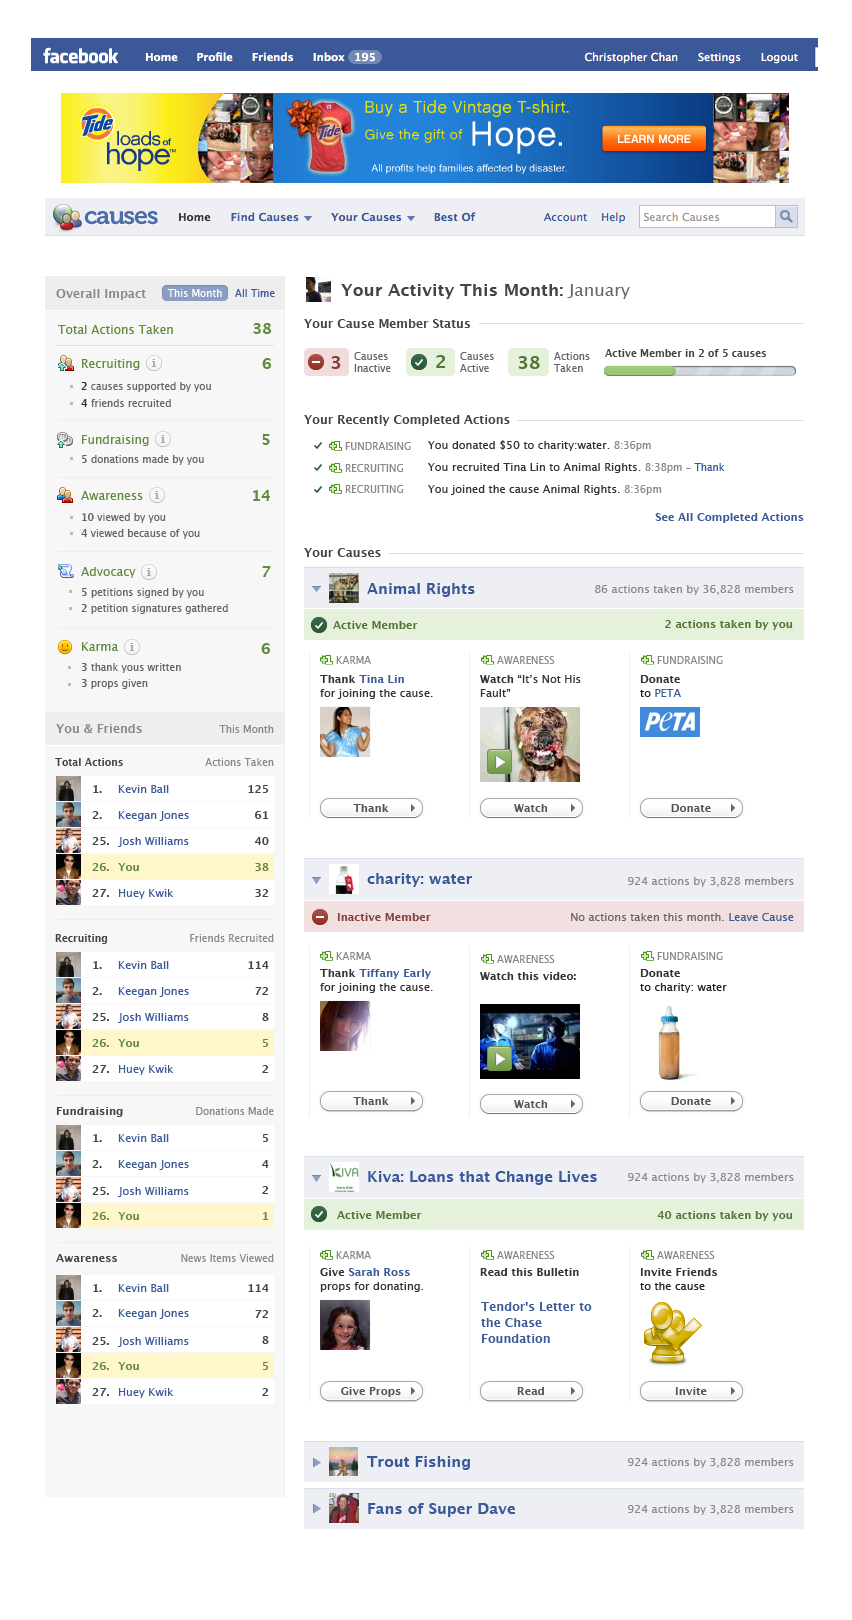 facebook Home Profile Friends Inbox 195 Christopher Chan Settings Logout
Tide loads of hope™
Buy a Tide Vintage T-shirt.
Give the gift of Hope.
All profits help families affected by disaster.
LEARN MORE
causes Home Find Causes Your Causes Best Of Account Help Search Causes
Overall Impact This Month All Time
Total Actions Taken 38
Recruiting i 6
2 causes supported by you
4 friends recruited
Fundraising i 5
5 donations made by you
Awareness i 14
10 viewed by you
4 viewed because of you
Advocacy i 7
5 petitions signed by you
2 petition signatures gathered
Karma i 6
3 thank yous written
3 props given
You & Friends This Month
Total Actions Actions Taken
1. Kevin Ball 125
2. Keegan Jones 61
25. Josh Williams 40
26. You 38
27. Huey Kwik 32
Recruiting Friends Recruited
1. Kevin Ball 114
2. Keegan Jones 72
25. Josh Williams 8
26. You 5
27. Huey Kwik 2
Fundraising Donations Made
1. Kevin Ball 5
2. Keegan Jones 4
25. Josh Williams 2
26. You 1
Awareness News Items Viewed
1. Kevin Ball 114
2. Keegan Jones 72
25. Josh Williams 8
26. You 5
27. Huey Kwik 2
Your Activity This Month: January
Your Cause Member Status
3 Causes Inactive
2 Causes Active
38 Actions Taken
Active Member in 2 of 5 causes
Your Recently Completed Actions
FUNDRAISING You donated $50 to charity:water. 8:36pm
RECRUITING You recruited Tina Lin to Animal Rights. 8:38pm – Thank
RECRUITING You joined the cause Animal Rights. 8:36pm
See All Completed Actions
Your Causes
Animal Rights 86 actions taken by 36,828 members
Active Member 2 actions taken by you
KARMA
Thank Tina Lin
for joining the cause.
Thank
AWARENESS
Watch “It's Not His
Fault”
Watch
FUNDRAISING
Donate
to PETA
PETA
Donate
charity: water 924 actions by 3,828 members
Inactive Member No actions taken this month. Leave Cause
KARMA
Thank Tiffany Early
for joining the cause.
Thank
AWARENESS
Watch this video:
Watch
FUNDRAISING
Donate
to charity: water
Donate
KIVA
Kiva: Loans that Change Lives 924 actions by 3,828 members
Active Member 40 actions taken by you
KARMA
Give Sarah Ross
props for donating.
Give Props
AWARENESS
Read this Bulletin
Tendor's Letter to
the Chase
Foundation
Read
AWARENESS
Invite Friends
to the cause
Invite
Trout Fishing 924 actions by 3,828 members
Fans of Super Dave 924 actions by 3,828 members